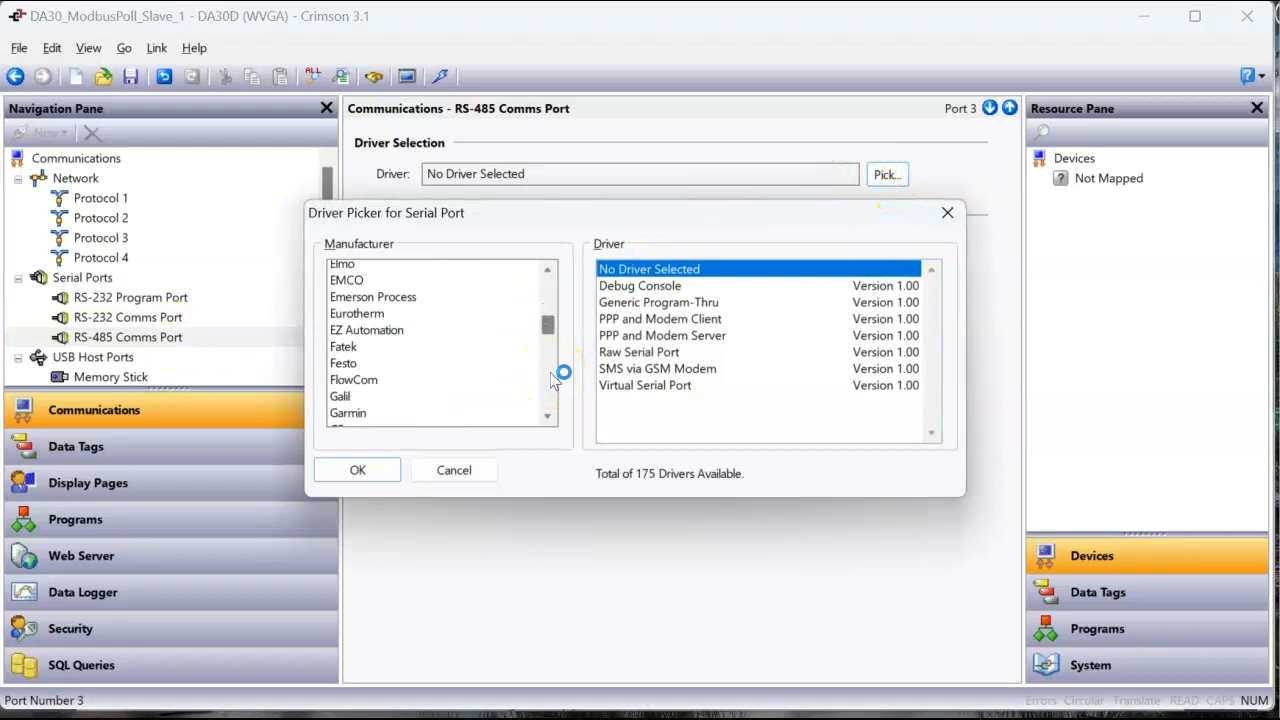 DA30_ModbusPoll_Slave_1 - DA30D (WVGA) - Crimson 3.1
File Edit View Go Link Help
ALL
Navigation Pane
New
Communications
Network
Protocol 1
Protocol 2
Protocol 3
Protocol 4
Serial Ports
RS-232 Program Port
RS-232 Comms Port
RS-485 Comms Port
USB Host Ports
Memory Stick
Communications
Data Tags
Display Pages
Programs
Web Server
Data Logger
Security
SQL Queries
Communications - RS-485 Comms Port Port 3
Driver Selection
Driver: No Driver Selected Pick...
Driver Picker for Serial Port
Manufacturer
Elmo
EMCO
Emerson Process
Eurotherm
EZ Automation
Fatek
Festo
FlowCom
Galil
Garmin
Driver
No Driver Selected
Debug Console Version 1.00
Generic Program-Thru Version 1.00
PPP and Modem Client Version 1.00
PPP and Modem Server Version 1.00
Raw Serial Port Version 1.00
SMS via GSM Modem Version 1.00
Virtual Serial Port Version 1.00
OK Cancel Total of 175 Drivers Available.
Resource Pane
Devices
Not Mapped
Devices
Data Tags
Programs
System
Port Number 3 Errors Circular Translate READ CAPS NUM